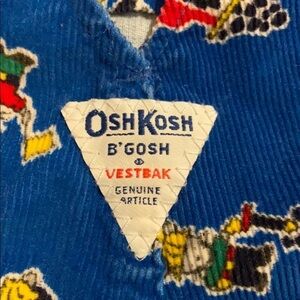 OSHKOSH
B'GOSH
VESTBAK
GENUINE
ARTICLE